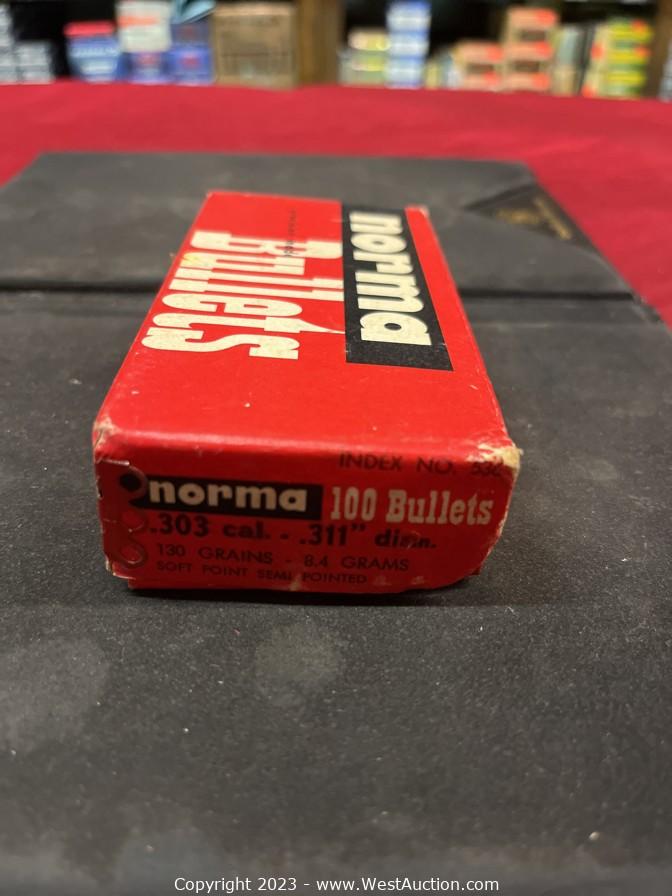 norma
Bullets
INDEX NO. 532
norma 100 Bullets
.303 cal. - .311" diam.
130 GRAINS - 8.4 GRAMS
SOFT POINT SEMI POINTED
Copyright 2023 - www.WestAuction.com